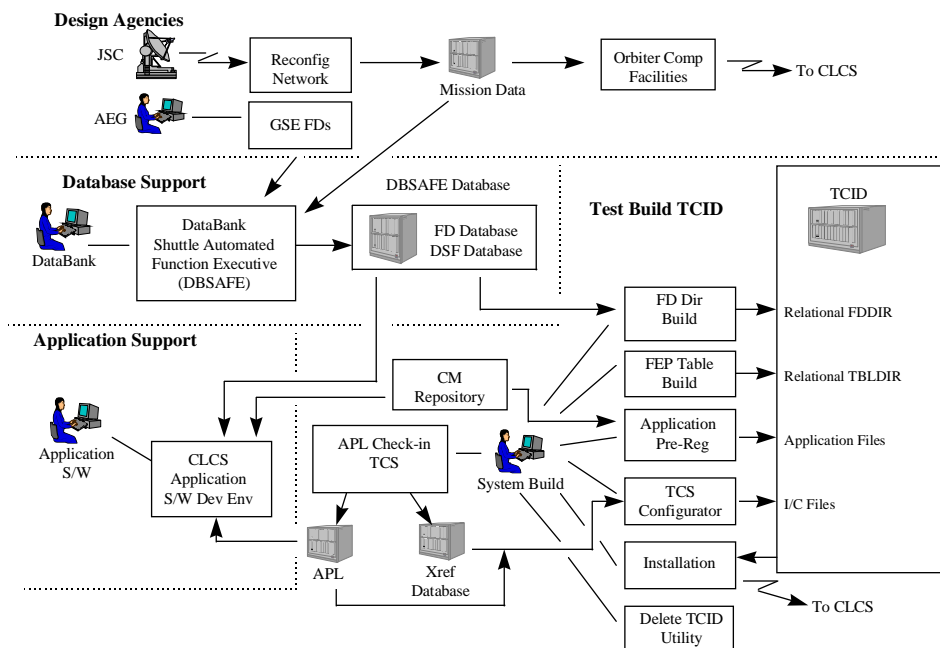 Design Agencies
JSC
Reconfig
Network
Mission Data
Orbiter Comp
Facilities
To CLCS
AEG
GSE FDs
Database Support
DataBank
DataBank
Shuttle Automated
Function Executive
(DBSAFE)
DBSAFE Database
FD Database
DSF Database
Test Build TCID
TCID
FD Dir
Build
Relational FDDIR
FEP Table
Build
Relational TBLDIR
Application
Pre-Reg
Application Files
TCS
Configurator
I/C Files
Installation
To CLCS
Delete TCID
Utility
Application Support
Application
S/W
CLCS
Application
S/W Dev Env
CM
Repository
APL Check-in
TCS
System Build
APL
Xref
Database